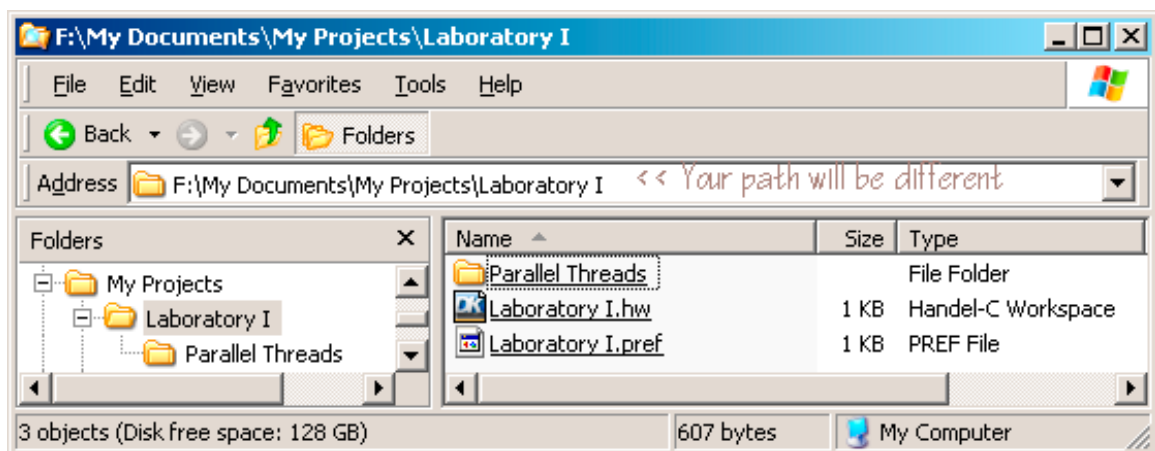 F:\My Documents\My Projects\Laboratory I
File Edit View Favorites Tools Help
Back Folders
Address F:\My Documents\My Projects\Laboratory I << Your path will be different
Folders x Name Size Type
My Projects Parallel Threads File Folder
Laboratory I Laboratory I.hw 1 KB Handel-C Workspace
Parallel Threads Laboratory I.pref 1 KB PREF File
3 objects (Disk free space: 128 GB) 607 bytes My Computer